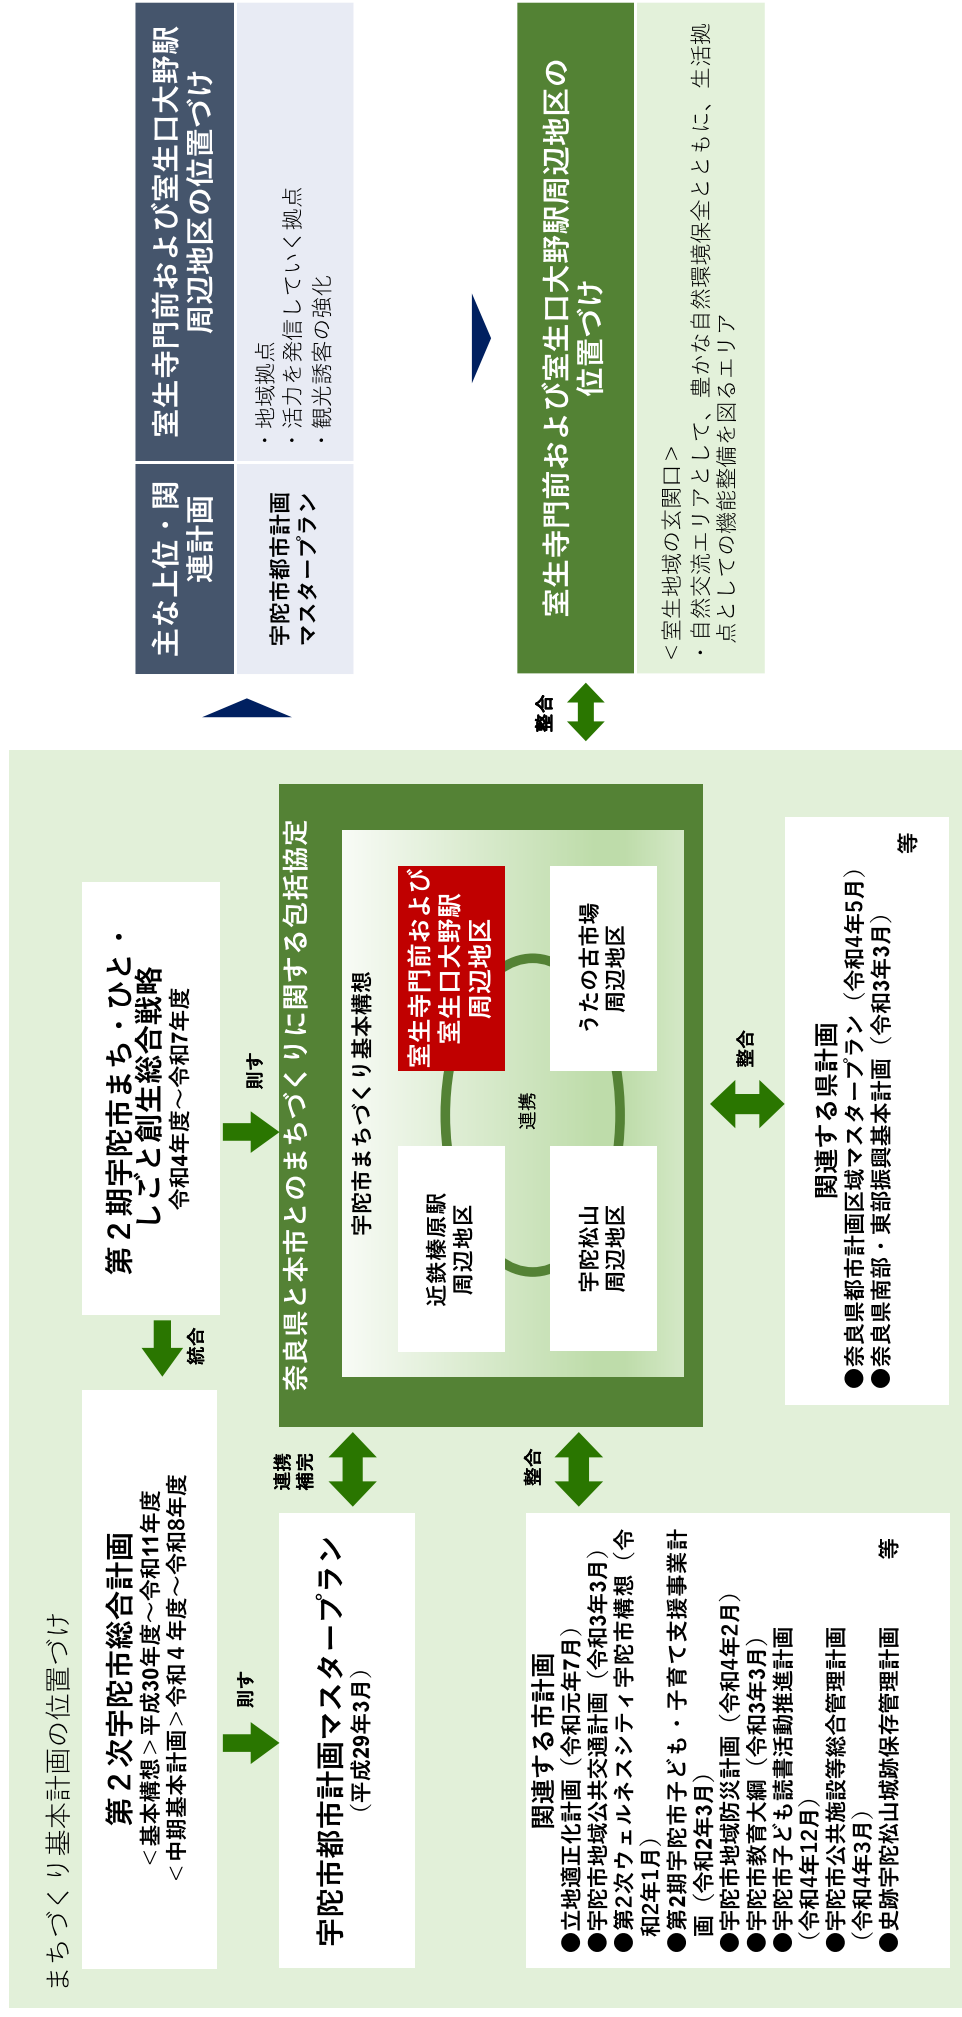 まちづくり基本計画の位置づけ
第２次宇陀市総合計画
＜基本構想＞平成30年度～令和11年度
＜中期基本計画＞令和４年度～令和8年度
統合
第２期宇陀市まち・ひと・
しごと創生総合戦略
令和4年度～令和7年度
則す
則す
宇陀市都市計画マスタープラン
（平成29年3月）
連携
補完
奈良県と本市とのまちづくりに関する包括協定
宇陀市まちづくり基本構想
近鉄榛原駅
周辺地区
室生寺門前および
室生口大野駅
周辺地区
連携
宇陀松山
周辺地区
うたの古市場
周辺地区
整合
関連する市計画
●立地適正化計画（令和元年7月）
●宇陀市地域公共交通計画（令和3年3月）
●第2次ウェルネスシティ宇陀市構想（令
和2年1月）
●第2期宇陀市子ども・子育て支援事業計
画（令和2年3月）
●宇陀市地域防災計画（令和4年2月）
●宇陀市教育大綱（令和3年3月）
●宇陀市子ども読書活動推進計画
（令和4年12月）
●宇陀市公共施設等総合管理計画
（令和4年3月）
●史跡宇陀松山城跡保存管理計画 等
整合
関連する県計画
●奈良県都市計画区域マスタープラン（令和4年5月）
●奈良県南部・東部振興基本計画（令和3年3月）
等
主な上位・関
連計画
室生寺門前および室生口大野駅
周辺地区の位置づけ
宇陀市都市計画
マスタープラン
・地域拠点
・活力を発信していく拠点
・観光誘客の強化
整合
室生寺門前および室生口大野駅周辺地区の
位置づけ
＜室生地域の玄関口＞
・自然交流エリアとして、豊かな自然環境保全とともに、生活拠
点としての機能整備を図るエリア